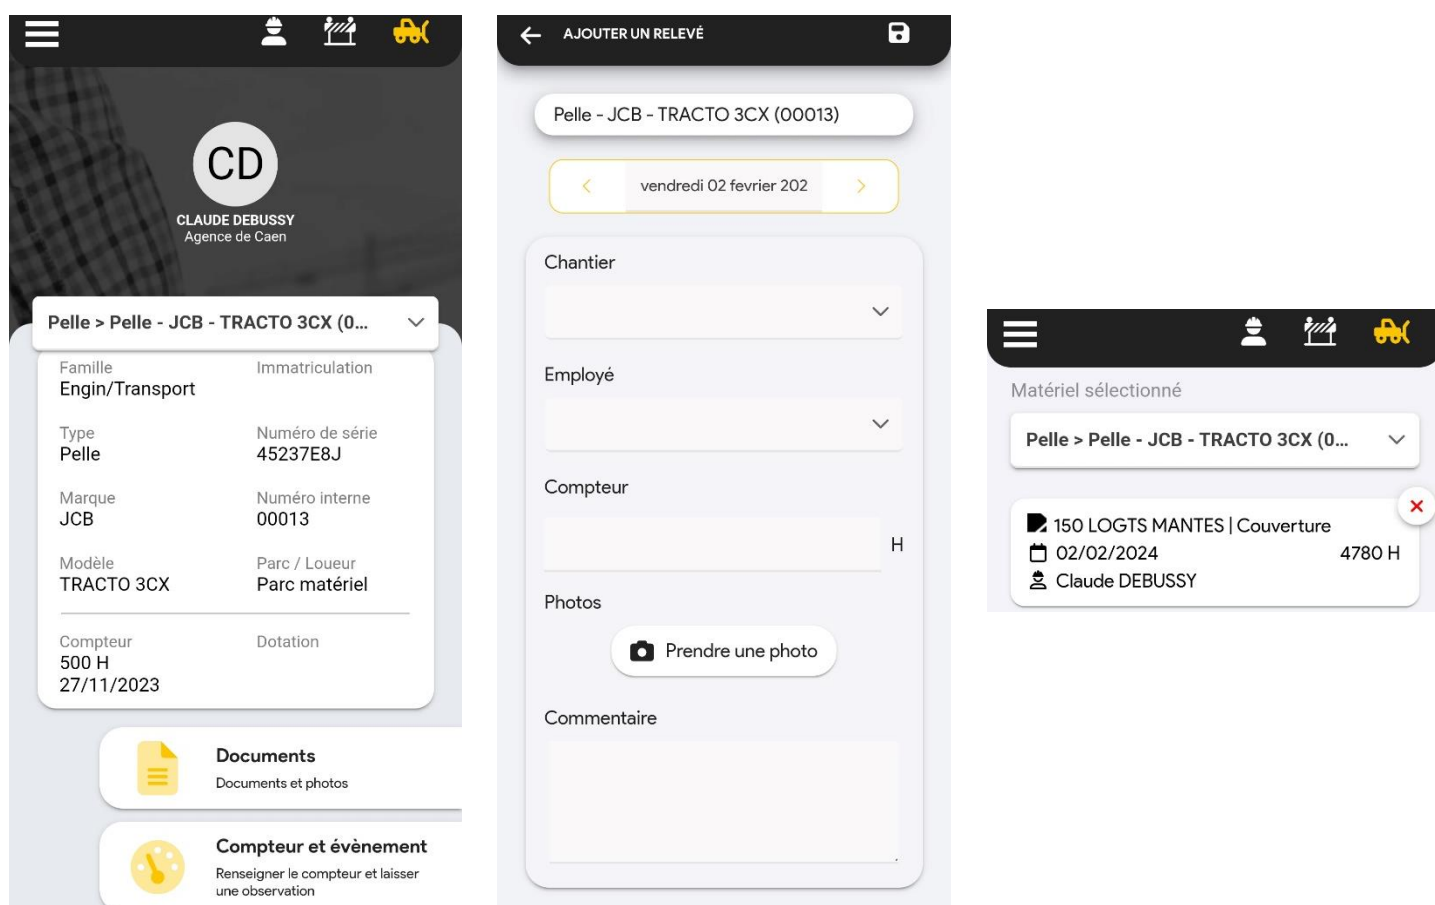 CD
CLAUDE DEBUSSY
Agence de Caen
Pelle > Pelle - JCB - TRACTO 3CX (0...
Famille
Engin/Transport
Immatriculation
Type
Pelle
Numéro de série
45237E8J
Marque
JCB
Numéro interne
00013
Modèle
TRACTO 3CX
Parc / Loueur
Parc matériel
Compteur
500 H
27/11/2023
Dotation
Documents
Documents et photos
Compteur et évènement
Renseigner le compteur et laisser
une observation
AJOUTER UN RELEVÉ
Pelle - JCB - TRACTO 3CX (00013)
vendredi 02 fevrier 202
Chantier
Employé
Compteur
H
Photos
Prendre une photo
Commentaire
Matériel sélectionné
Pelle > Pelle - JCB - TRACTO 3CX (0...
150 LOGTS MANTES | Couverture
02/02/2024 4780 H
Claude DEBUSSY